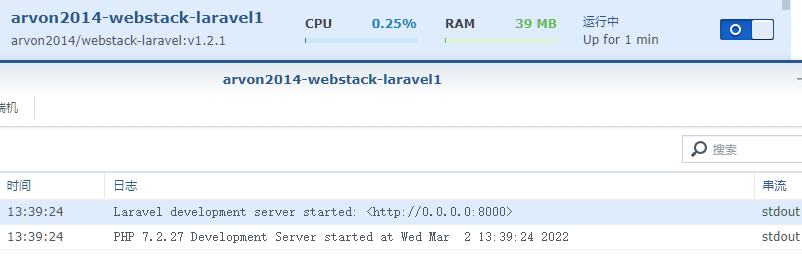 arvon2014-webstack-laravel1
CPU 0.25%
RAM 39 MB
运行中
arvon2014/webstack-laravel:v1.2.1
Up for 1 min
arvon2014-webstack-laravel1
端机
搜索
时间 日志 串流
13:39:24 Laravel development server started: <http://0.0.0.0:8000> stdout
13:39:24 PHP 7.2.27 Development Server started at Wed Mar  2 13:39:24 2022 stdout